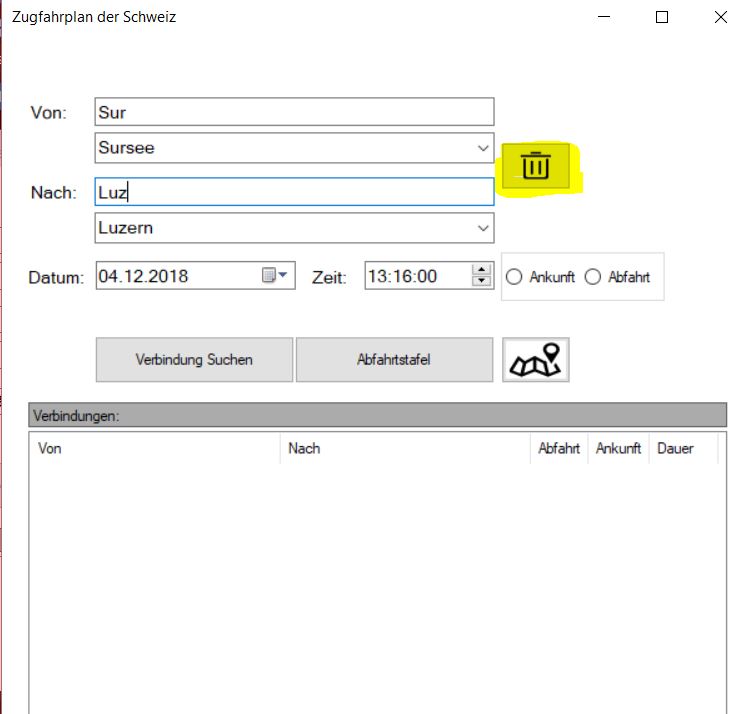 Zugfahrplan der Schweiz
Von: Sur
Sursee
Nach: Luz
Luzern
Datum: 04.12.2018 Zeit: 13:16:00 Ankunft Abfahrt
Verbindung Suchen Abfahrtstafel
Verbindungen:
Von Nach Abfahrt Ankunft Dauer